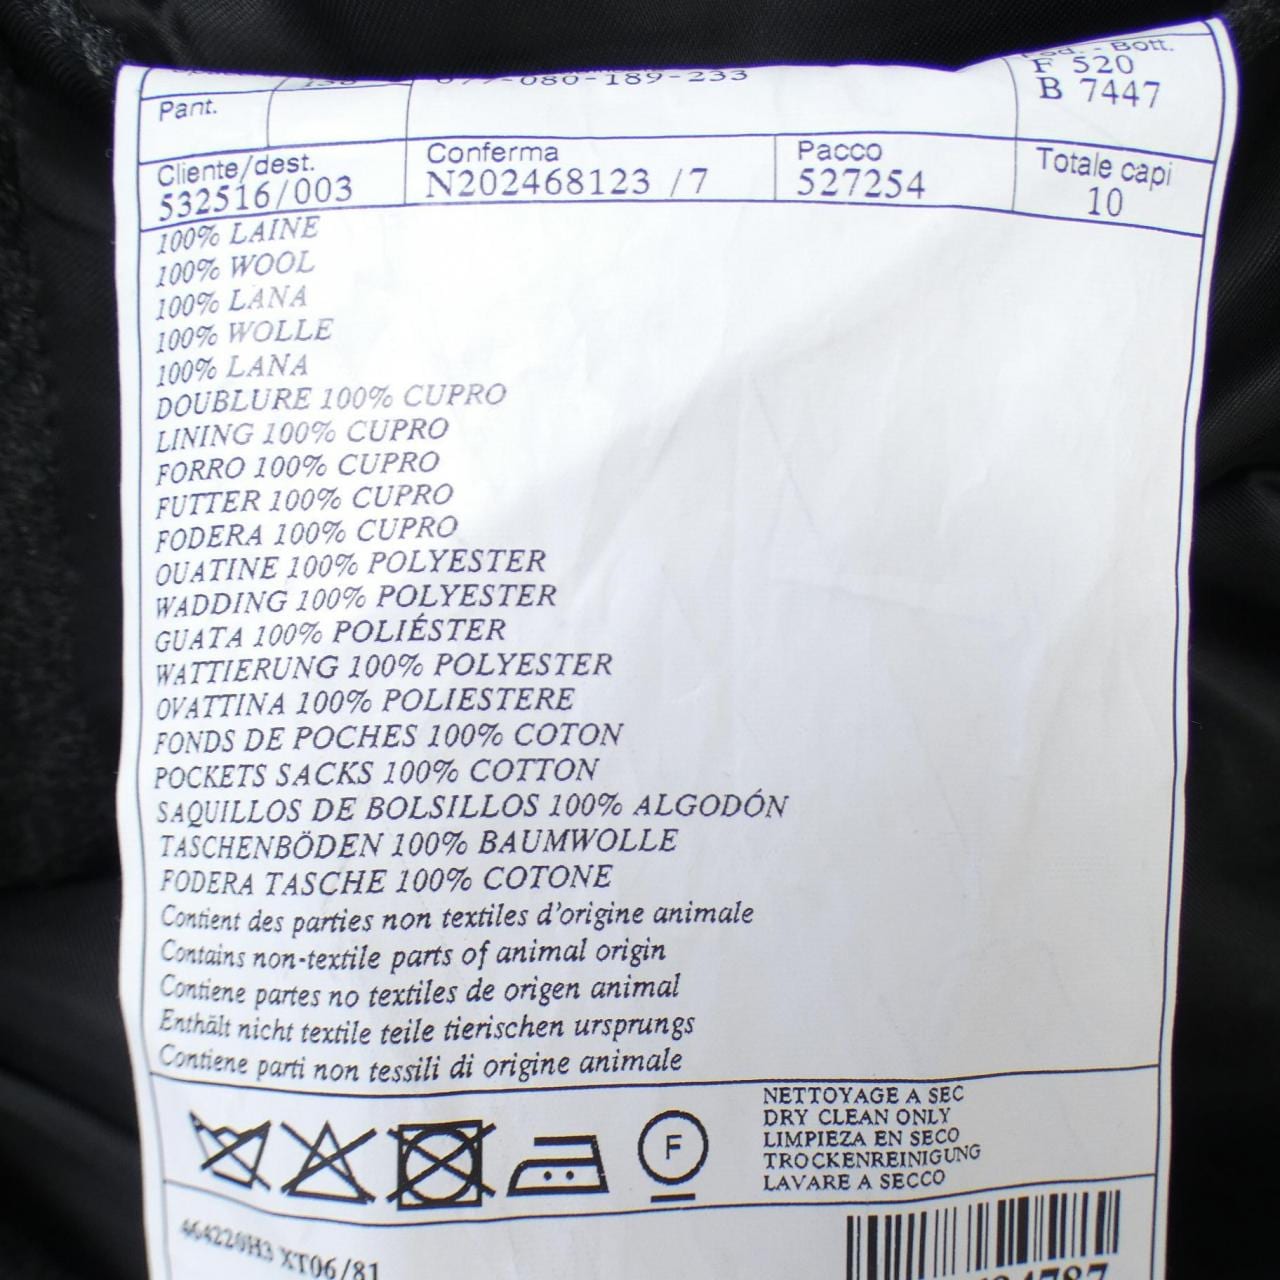 -080-189-233
- Bott.
F 520
B 7447
Pant.
Cliente/dest.
532516/003
Conferma
N202468123 /7
Pacco
527254
Totale capi
10
100% LAINE
100% WOOL
100% LANA
100% WOLLE
100% LANA
DOUBLURE 100% CUPRO
LINING 100% CUPRO
FORRO 100% CUPRO
FUTTER 100% CUPRO
FODERA 100% CUPRO
OUATINE 100% POLYESTER
WADDING 100% POLYESTER
GUATA 100% POLIÉSTER
WATTIERUNG 100% POLYESTER
OVATTINA 100% POLIESTERE
FONDS DE POCHES 100% COTON
POCKETS SACKS 100% COTTON
SAQUILLOS DE BOLSILLOS 100% ALGODÓN
TASCHENBÖDEN 100% BAUMWOLLE
FODERA TASCHE 100% COTONE
Contient des parties non textiles d'origine animale
Contains non-textile parts of animal origin
Contiene partes no textiles de origen animal
Enthält nicht textile teile tierischen ursprungs
Contiene parti non tessili di origine animale
F
NETTOYAGE A SEC
DRY CLEAN ONLY
LIMPIEZA EN SECO
TROCKENREINIGUNG
LAVARE A SECCO
464220H3 XT06/81